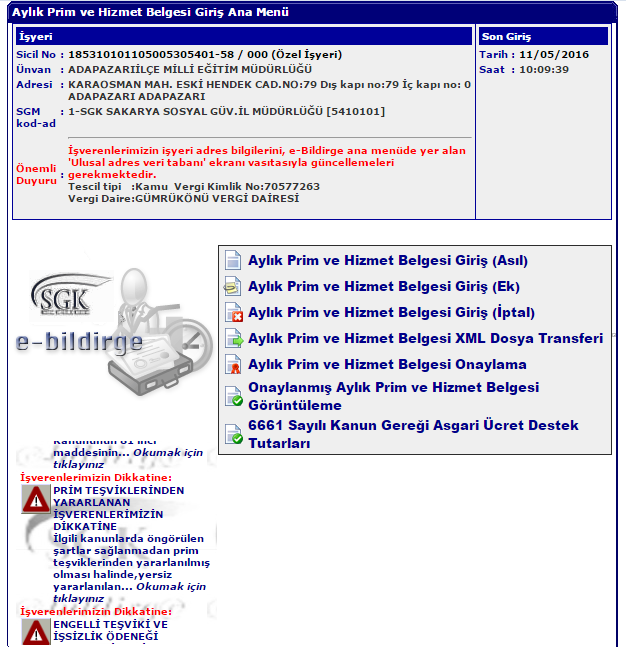 Aylık Prim ve Hizmet Belgesi Giriş Ana Menü
İşyeri
Sicil No : 185310101105005305401-58 / 000 (Özel İşyeri)
Ünvan : ADAPAZARIİLÇE MİLLİ EĞİTİM MÜDÜRLÜĞÜ
Adresi : KARAOSMAN MAH. ESKİ HENDEK CAD.NO:79 Dış kapı no:79 İç kapı no: 0
ADAPAZARI ADAPAZARI
SGM kod-ad : 1-SGK SAKARYA SOSYAL GÜV.İL MÜDÜRLÜĞÜ [5410101]
Önemli Duyuru :
İşverenlerimizin işyeri adres bilgilerini, e-Bildirge ana menüde yer alan
'Ulusal adres veri tabanı' ekranı vasıtasıyla güncellemeleri
gerekmektedir.
Tescil tipi :Kamu Vergi Kimlik No:70577263
Vergi Daire:GÜMRÜKÖNÜ VERGİ DAİRESİ
Son Giriş
Tarih : 11/05/2016
Saat : 10:09:39
SGK
e-bildirge
Aylık Prim ve Hizmet Belgesi Giriş (Asıl)
Aylık Prim ve Hizmet Belgesi Giriş (Ek)
Aylık Prim ve Hizmet Belgesi Giriş (İptal)
Aylık Prim ve Hizmet Belgesi XML Dosya Transferi
Aylık Prim ve Hizmet Belgesi Onaylama
Onaylanmış Aylık Prim ve Hizmet Belgesi
Görüntüleme
6661 Sayılı Kanun Gereği Asgari Ücret Destek
Tutarları
Kanununun 81 inci
maddesinin... Okumak için
tıklayınız
İşverenlerimizin Dikkatine:
PRİM TEŞVİKLERİNDEN
YARARLANAN
İŞVERENLERİMİZİN
DİKKATİNE
İlgili kanunlarda öngörülen
şartlar sağlanmadan prim
teşviklerinden yararlanılmış
olması halinde,yersiz
yararlanılan... Okumak için
tıklayınız
İşverenlerimizin Dikkatine:
ENGELLİ TEŞVİKİ VE
İŞSİZLİK ÖDENEĞİ